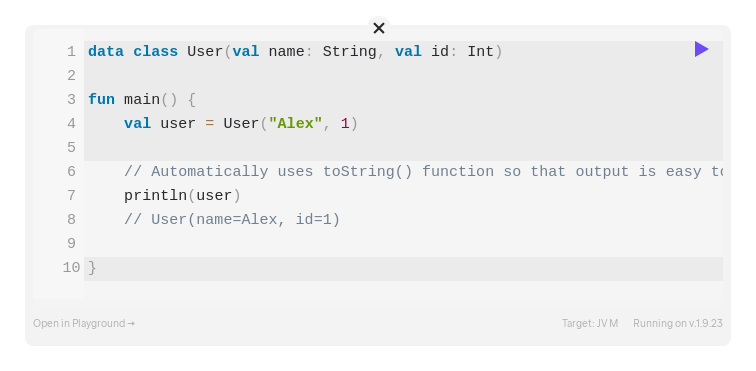 1 data class User(val name: String, val id: Int)
2
3 fun main() {
4     val user = User("Alex", 1)
5
6     // Automatically uses toString() function so that output is easy
7     println(user)
8     // User(name=Alex, id=1)
9
10 }
Open in Playground → Target: JVM Running on v.1.9.23